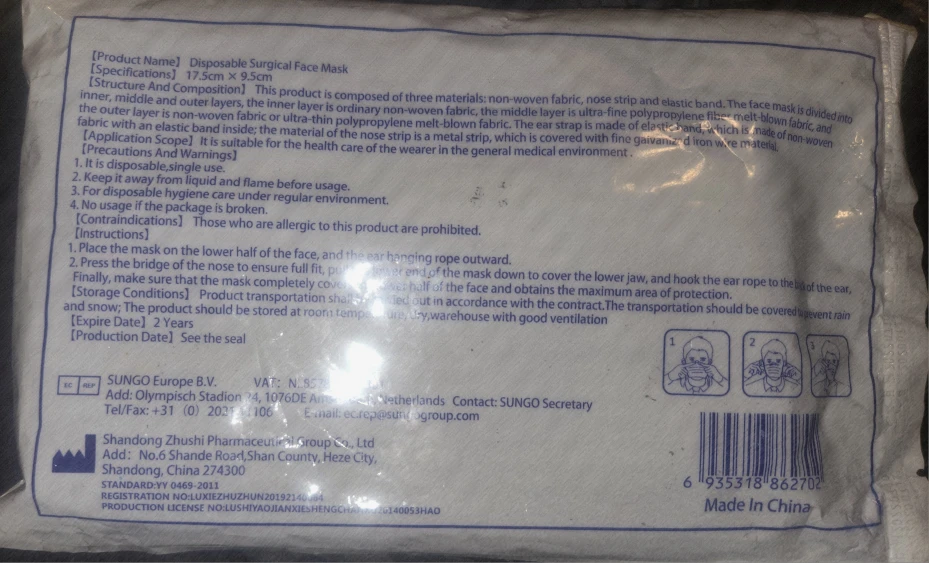 【Product Name】 Disposable Surgical Face Mask
【Specifications】 17.5cm × 9.5cm
【Structure And Composition】 This product is composed of three materials: non-woven fabric, nose strip and elastic band. The face mask is divided into
inner, middle and outer layers, the inner layer is ordinary non-woven fabric, the middle layer is ultra-fine polypropylene fiber melt-blown fabric, and
the outer layer is non-woven fabric or ultra-thin polypropylene melt-blown fabric. The ear strap is made of elastic band, which is made of non-woven
fabric with an elastic band inside; the material of the nose strip is a metal strip, which is covered with fine galvanized iron wire material.
【Application Scope】 It is suitable for the health care of the wearer in the general medical environment.
【Precautions And Warnings】
1. It is disposable,single use.
2. Keep it away from liquid and flame before usage.
3. For disposable hygiene care under regular environment.
4. No usage if the package is broken.
【Contraindications】 Those who are allergic to this product are prohibited.
【Instructions】
1. Place the mask on the lower half of the face, and the ear hanging rope outward.
2. Press the bridge of the nose to ensure full fit, end of the mask down to cover the lower jaw, and hook the ear rope to the of the ear,
Finally, make sure that the mask completely half of the face and obtains the maximum area of protection.
【Storage Conditions】 Product transportation out in accordance with the contract.The transportation should be covered to prevent rain
and snow; The product should be stored at room dry,warehouse with good ventilation
【Expire Date】 2 Years
【Production Date】 See the seal
1 2 3
EC REP SUNGO Europe B.V. VAT:
Add: Olympisch Stadion 24, 1076DE Netherlands Contact: SUNGO Secretary
Tel/Fax: +31 (0) E-mail: ec.rep@sungogroup.com
Shandong Zhushi Pharmaceutical Group Co., Ltd
Add: No.6 Shande Road,Shan County, Heze City,
Shandong, China 274300
STANDARD:YY 0469-2011
REGISTRATION
PRODUCTION LICENSE
6 935318 862702
Made In China